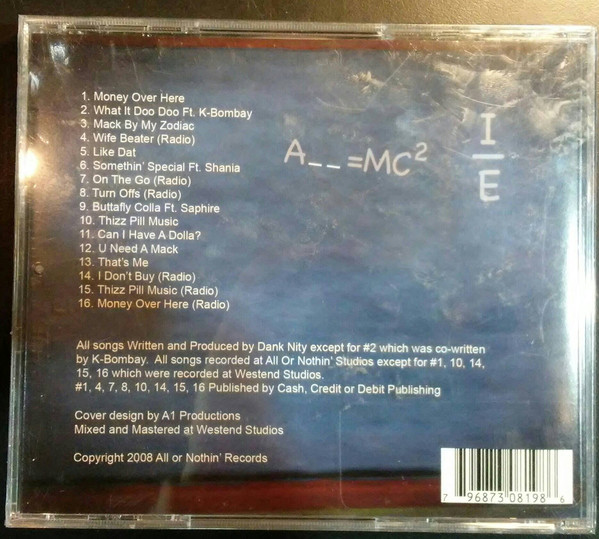 1. Money Over Here
2. What It Doo Doo Ft. K-Bombay
3. Mack By My Zodiac
4. Wife Beater (Radio)
5. Like Dat
6. Somethin' Special Ft. Shania
7. On The Go (Radio)
8. Turn Offs (Radio)
9. Buttafly Colla Ft. Saphire
10. Thizz Pill Music
11. Can I Have A Dolla?
12. U Need A Mack
13. That's Me
14. I Don't Buy (Radio)
15. Thizz Pill Music (Radio)
16. Money Over Here (Radio)
A_ _=MC²
I
E
All songs Written and Produced by Dank Nity except for #2 which was co-written
by K-Bombay. All songs recorded at All Or Nothin' Studios except for #1, 10, 14,
15, 16 which were recorded at Westend Studios.
#1, 4, 7, 8, 10, 14, 15, 16 Published by Cash, Credit or Debit Publishing
Cover design by A1 Productions
Mixed and Mastered at Westend Studios
Copyright 2008 All or Nothin' Records
7 96873 08198 6